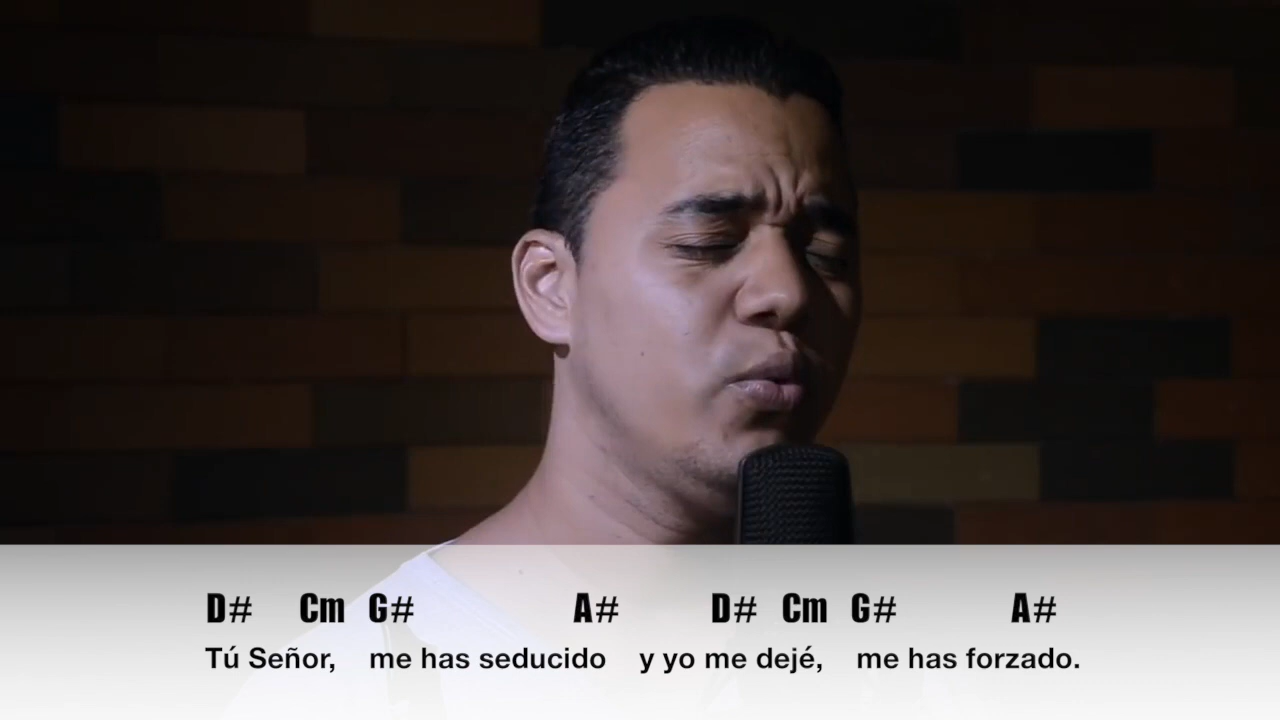 D# Cm G# A# D# Cm G# A#
Tú Señor, me has seducido y yo me dejé, me has forzado.